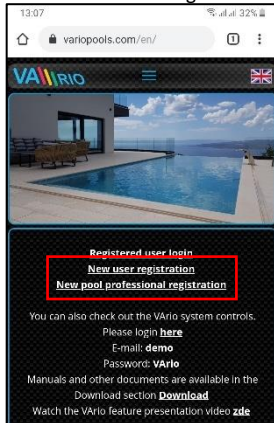 13:07
32%
variopools.com/en/
1
VArio
Registered user login
New user registration
New pool professional registration
You can also check out the VArio system controls.
Please login here
E-mail: demo
Password: VArio
Manuals and other documents are available in the
Download section Download
Watch the VArio feature presentation video zde